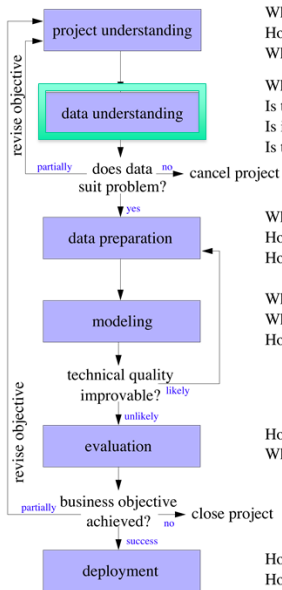 project understanding
revise objective
data understanding
partially
does data
suit problem?
no
cancel project
yes
data preparation
modeling
technical quality
improvable?
likely
unlikely
revise objective
evaluation
partially
business objective
achieved?
no
close project
success
deployment